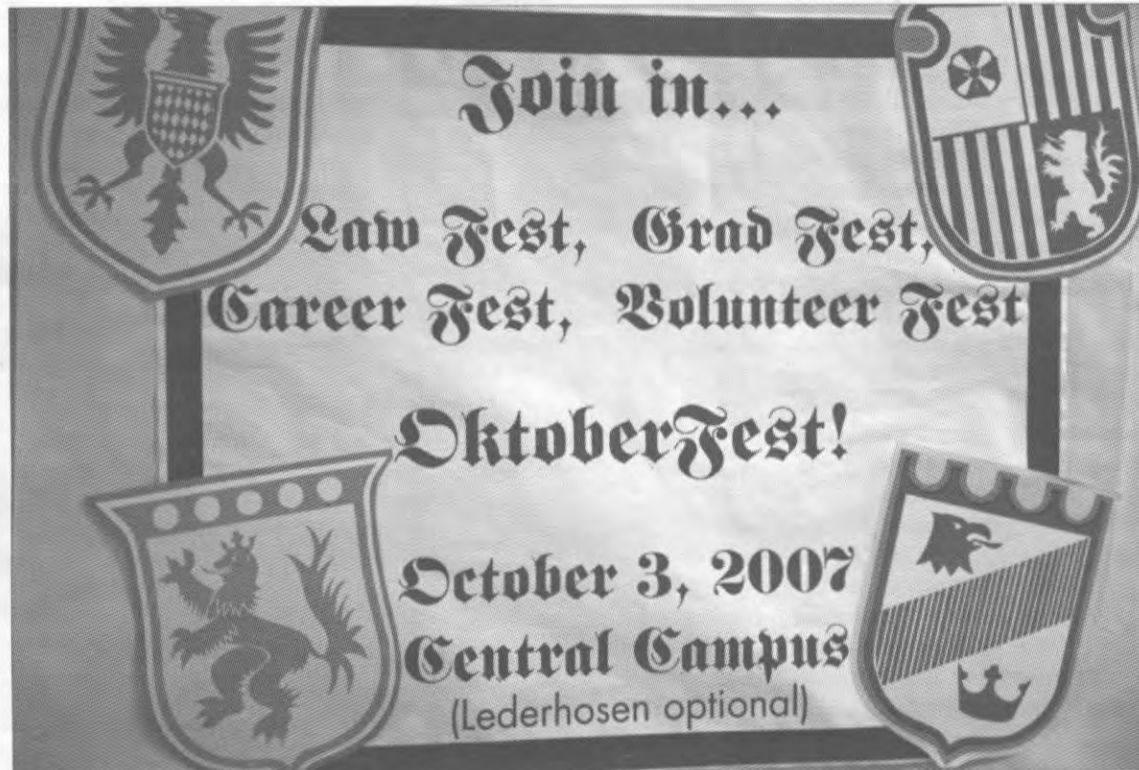 Join in...
Law Fest, Grad Fest,
Career Fest, Volunteer Fest
OktoberFest!
October 3, 2007
Central Campus
(Lederhosen optional)